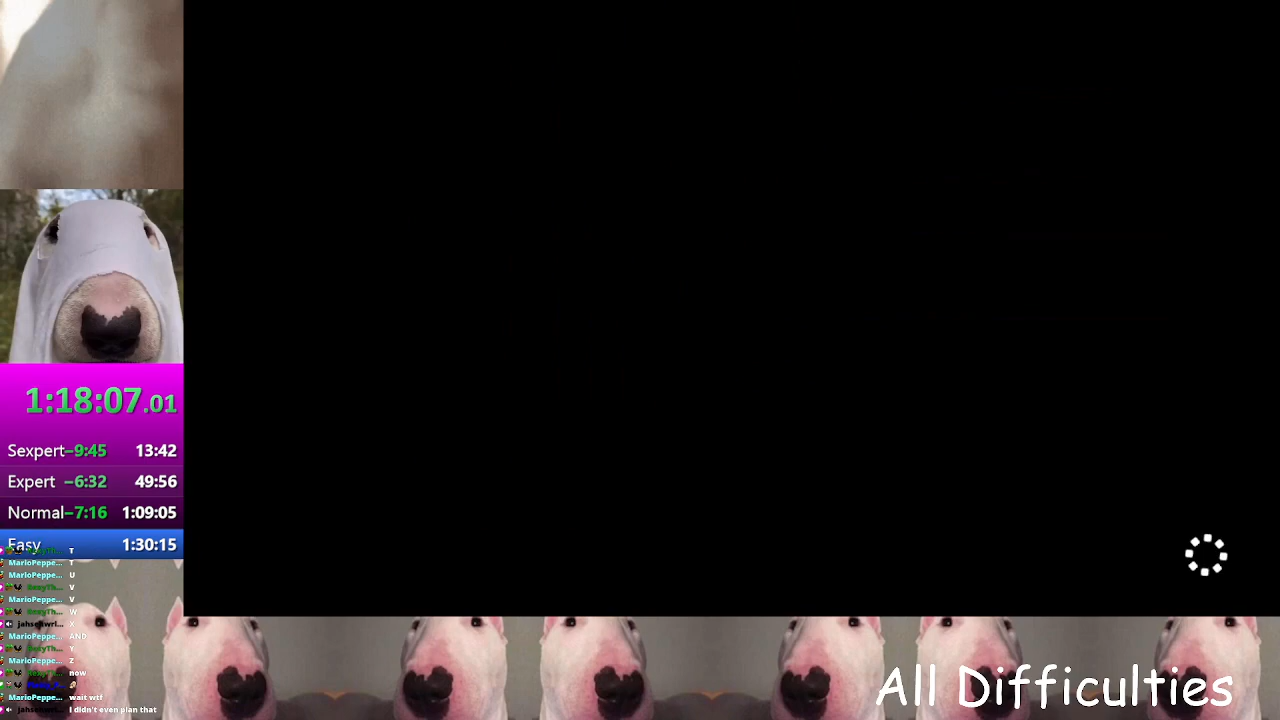 1:18:07.01
Sexpert -9:45 13:42
Expert -6:32 49:56
Normal -7:16 1:09:05
Easy 1:30:15
T
MarioPeppe... T
MarioPeppe... U
V
MarioPeppe... V
W
X
MarioPeppe... AND
Y
MarioPeppe... Z
now
MarioPeppe... wait wtf
I didn't even plan that
All Difficulties